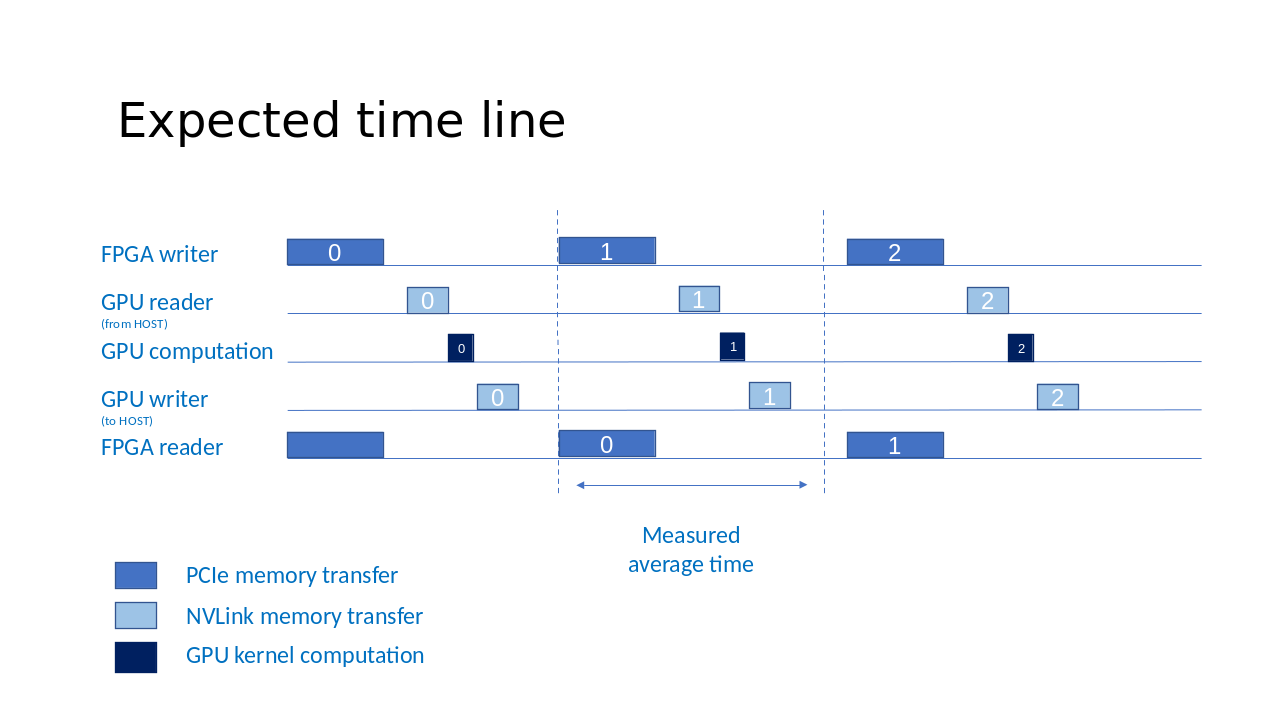 Expected time line
FPGA writer
0
1
2
GPU reader
0
1
2
(from HOST)
GPU computation
0
1
2
GPU writer
0
1
2
(to HOST)
FPGA reader
0
1
Measured
average time
PCIe memory transfer
NVLink memory transfer
GPU kernel computation